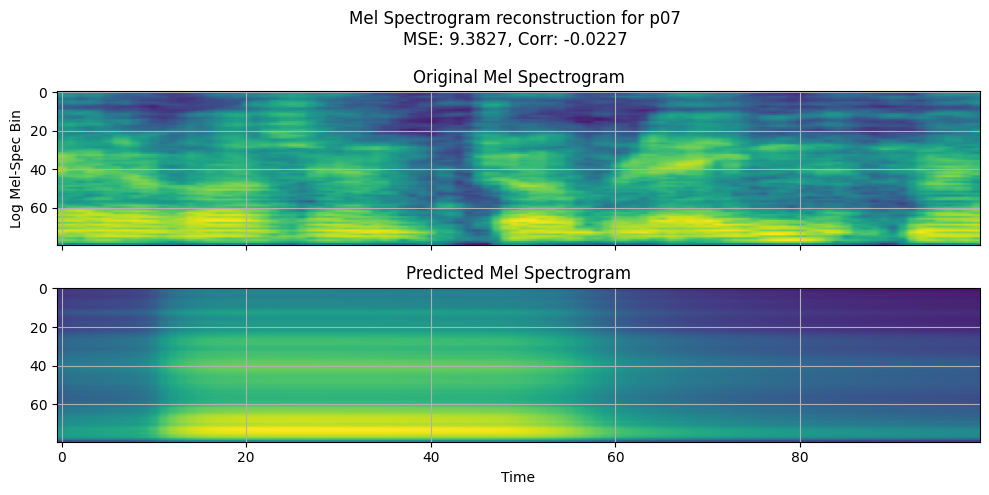 Mel Spectrogram reconstruction for p07
MSE: 9.3827, Corr: -0.0227
Original Mel Spectrogram
0
20
40
60
Log Mel-Spec Bin
Predicted Mel Spectrogram
0
20
40
60
0 20 40 60 80
Time